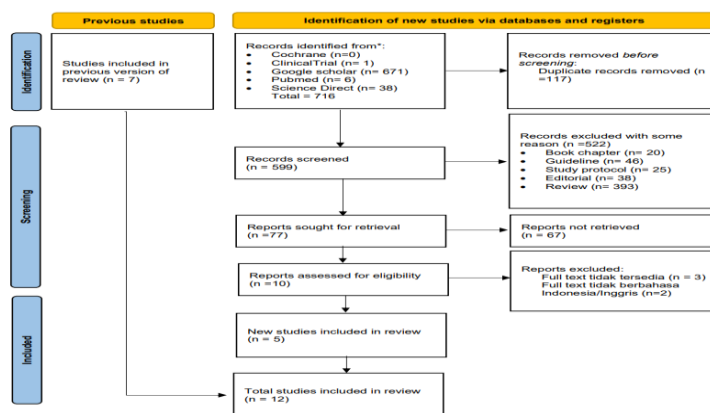 Previous studies
Identification of new studies via databases and registers
Identification
Studies included in
previous version of
review (n = 7)
Records identified from*:
• Cochrane (n=0)
• ClinicalTrial (n= 1)
• Google scholar (n= 671)
• Pubmed (n= 6)
• Science Direct (n= 38)
Total = 716
Records removed before
screening:
Duplicate records removed (n
=117)
Screening
Records screened
(n = 599)
Records excluded with some
reason (n =522)
• Book chapter (n= 20)
• Guideline (n= 46)
• Study protocol (n= 25)
• Editorial (n= 38)
• Review (n= 393)
Reports sought for retrieval
(n =77)
Reports not retrieved
(n = 67)
Reports assessed for eligibility
(n =10)
Reports excluded:
Full text tidak tersedia (n = 3)
Full text tidak berbahasa
Indonesia/Inggris (n=2)
Included
New studies included in review
(n = 5)
Total studies included in review
(n = 12)